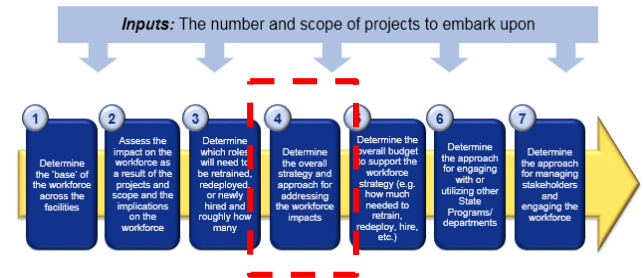 Inputs: The number and scope of projects to embark upon
1
Determine
the 'base' of
the workforce
across the
facilities
2
Assess the
impact on the
workforce as
a result of the
projects and
scope and the
implications
on the
workforce
3
Determine
which roles
will need to
be retrained,
redeployed,
or newly
hired and
roughly how
many
4
Determine
the overall
strategy and
approach for
addressing
the workforce
impacts
5
Determine the
overall budget
to support the
workforce
strategy (e.g.
how much
needed to
retrain,
redeploy, hire,
etc.)
6
Determine
the approach
for engaging
with or
utilizing other
State
Programs/
departments
7
Determine
the approach
for managing
stakeholders
and
engaging the
workforce